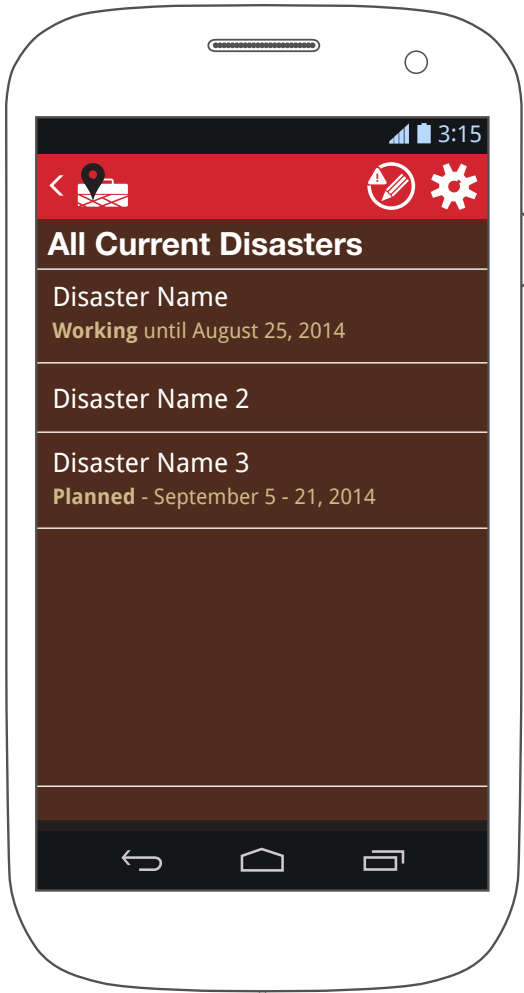 3:15
All Current Disasters
Disaster Name
Working until August 25, 2014
Disaster Name 2
Disaster Name 3
Planned - September 5 - 21, 2014